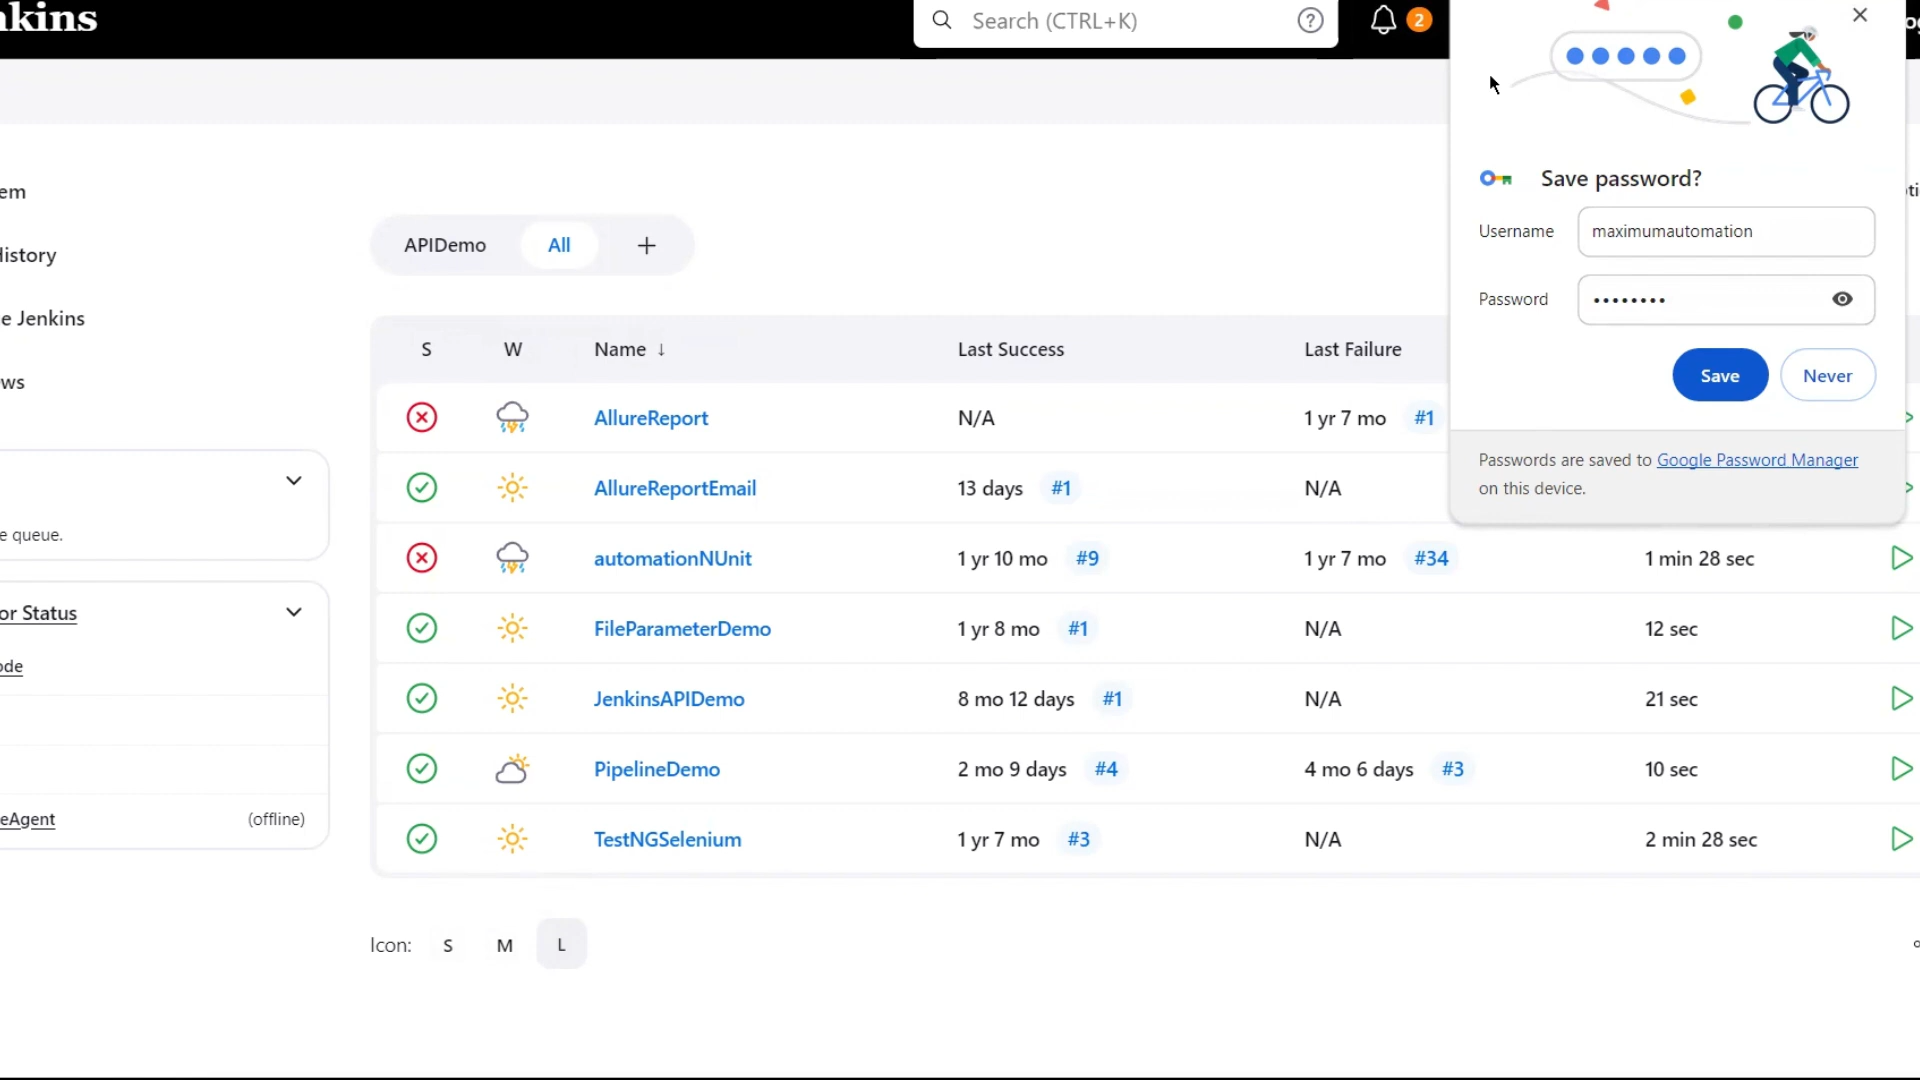 nkins
Search (CTRL+K)
2
em
History
e Jenkins
ws
e queue.
or Status
ode
eAgent (offline)
APIDemo All +
S W Name ↓ Last Success Last Failure
AllureReport N/A 1 yr 7 mo #1
AllureReportEmail 13 days #1 N/A
automationNUnit 1 yr 10 mo #9 1 yr 7 mo #34 1 min 28 sec
FileParameterDemo 1 yr 8 mo #1 N/A 12 sec
JenkinsAPIDemo 8 mo 12 days #1 N/A 21 sec
PipelineDemo 2 mo 9 days #4 4 mo 6 days #3 10 sec
TestNGSelenium 1 yr 7 mo #3 N/A 2 min 28 sec
Icon: S M L
Save password?
Username maximumautomation
Password ••••••••
Save Never
Passwords are saved to Google Password Manager
on this device.